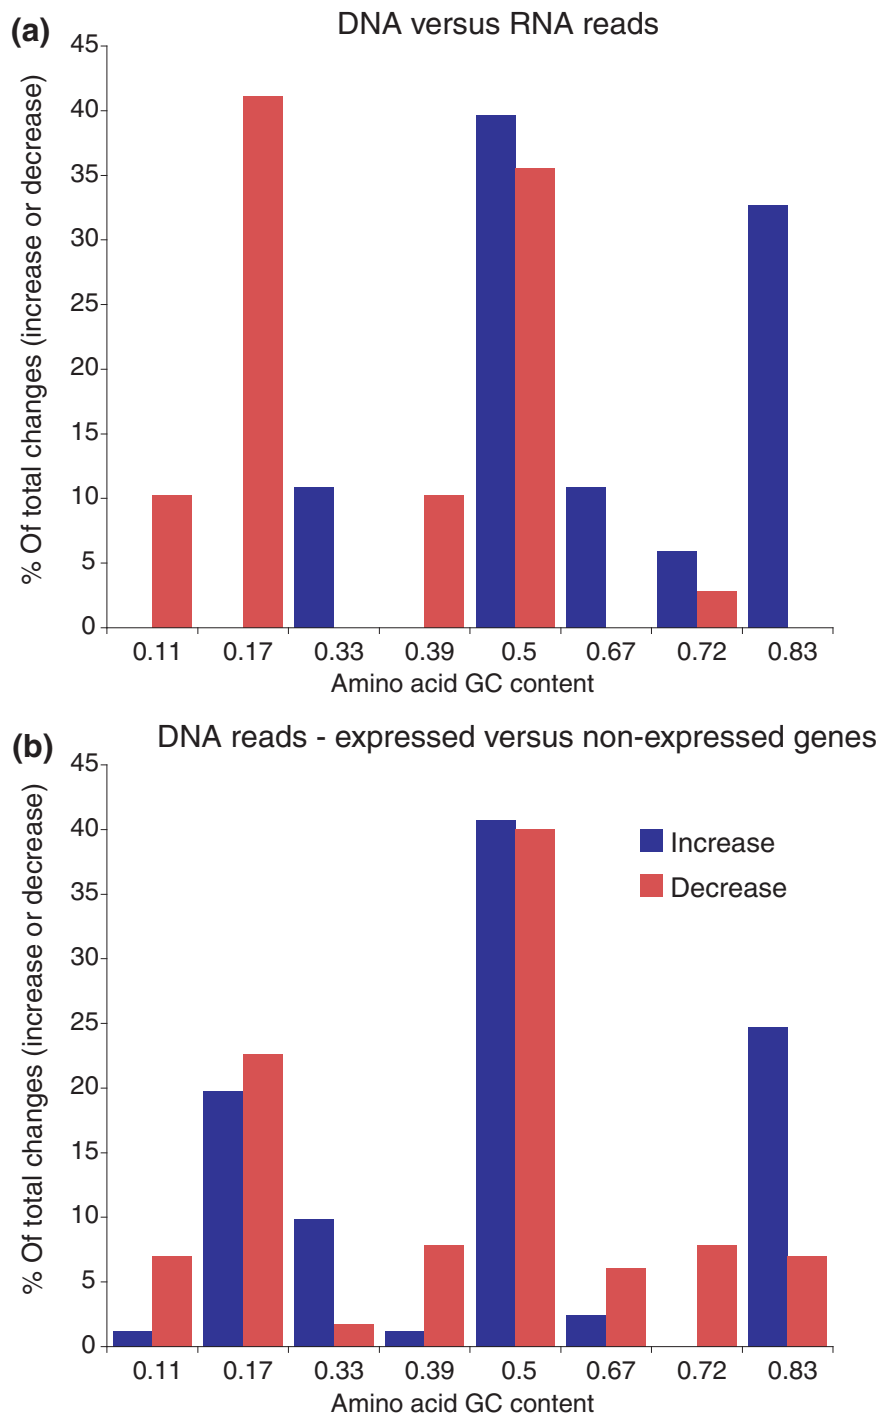 (a)
DNA versus RNA reads
% Of total changes (increase or decrease)
45
40
35
30
25
20
15
10
5
0
0.11 0.17 0.33 0.39 0.5 0.67 0.72 0.83
Amino acid GC content
(b)
DNA reads - expressed versus non-expressed genes
% Of total changes (increase or decrease)
45
40
35
30
25
20
15
10
5
0
Increase
Decrease
0.11 0.17 0.33 0.39 0.5 0.67 0.72 0.83
Amino acid GC content